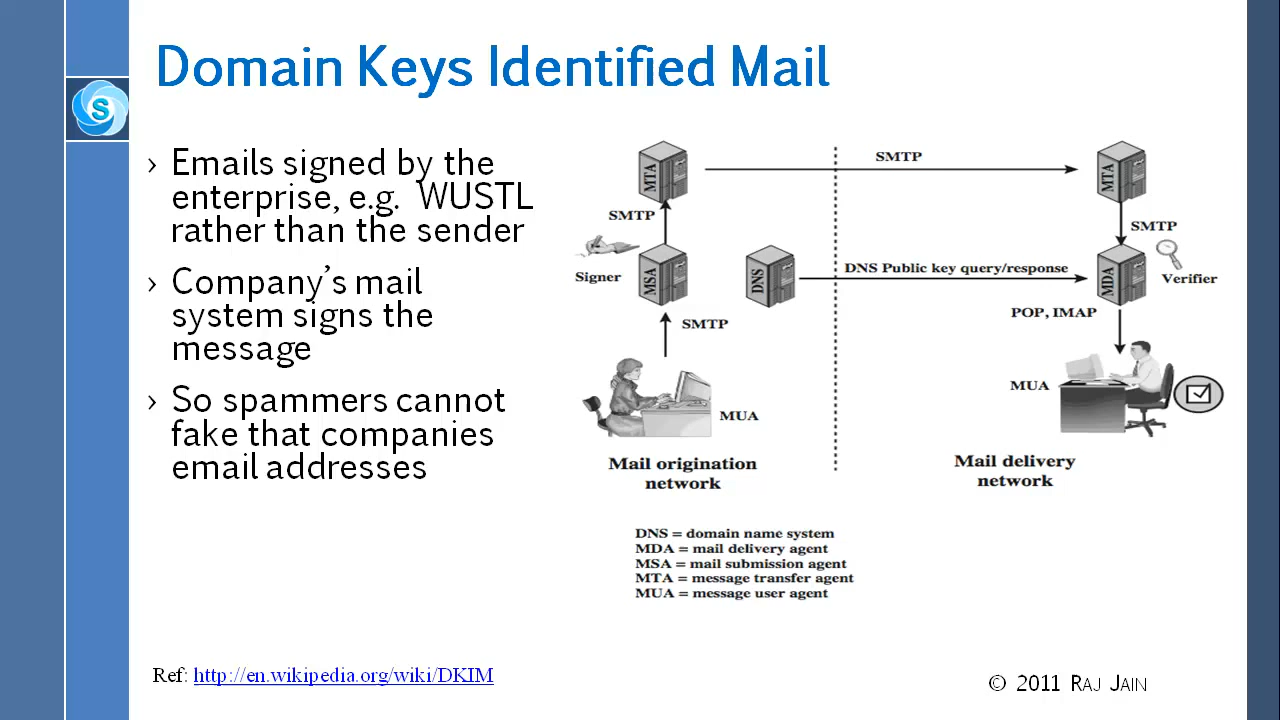 Domain Keys Identified Mail
S
› Emails signed by the
enterprise, e.g. WUSTL
rather than the sender
› Company's mail
system signs the
message
› So spammers cannot
fake that companies
email addresses
MTA
SMTP
MTA
SMTP
SMTP
Signer
MSA
DNS
DNS Public key query/response
MDA
Verifier
SMTP
POP, IMAP
MUA
MUA
Mail origination
network
Mail delivery
network
DNS = domain name system
MDA = mail delivery agent
MSA = mail submission agent
MTA = message transfer agent
MUA = message user agent
Ref: http://en.wikipedia.org/wiki/DKIM
© 2011 RAJ JAIN